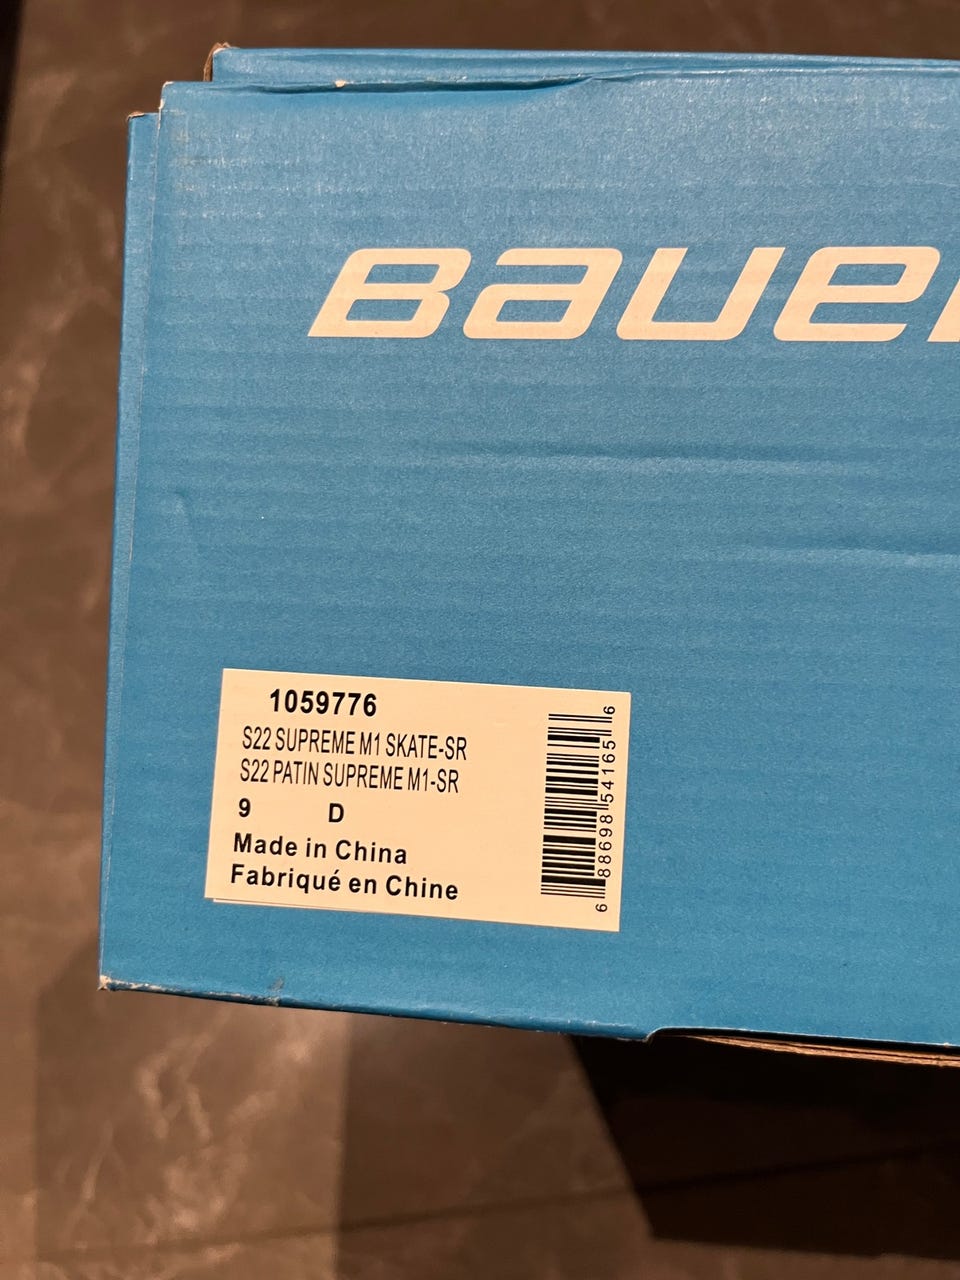 BAUE
1059776
S22 SUPREME M1 SKATE-SR
S22 PATIN SUPREME M1-SR
9 D
Made in China
Fabriqué en Chine
6 88698 54165 6